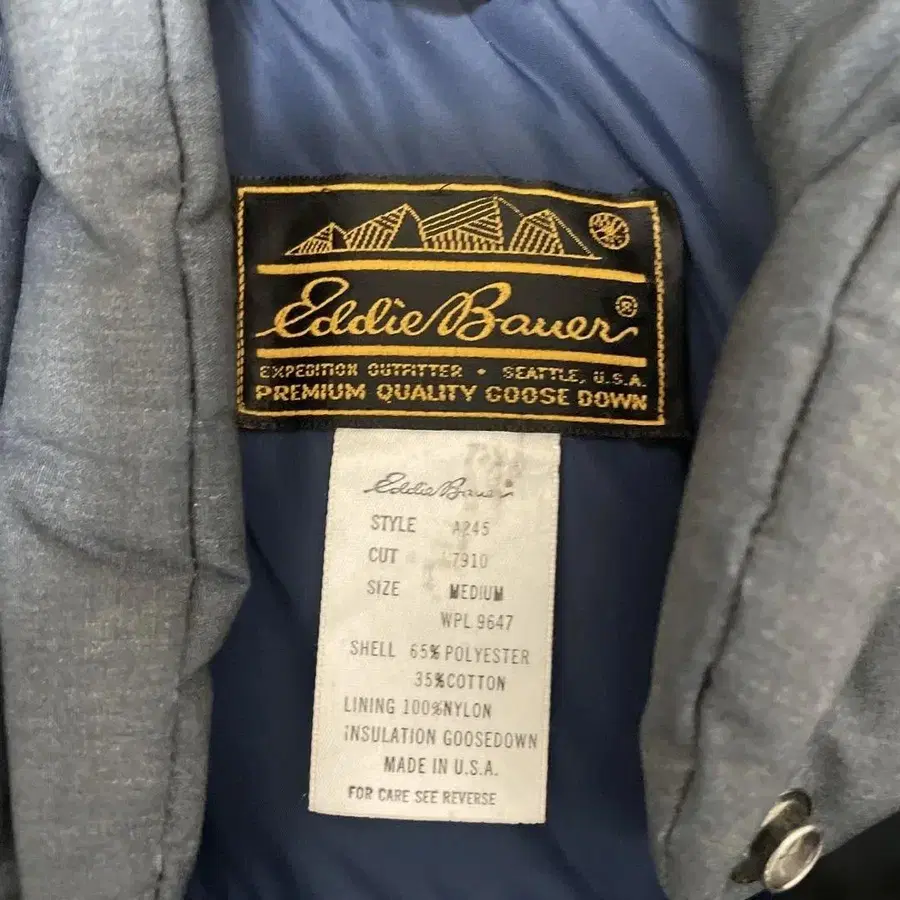 Eddie Bauer ®
EXPEDITION OUTFITTER • SEATTLE, U.S.A.
PREMIUM QUALITY GOOSE DOWN
Eddie Bauer
STYLE A245
CUT 7910
SIZE MEDIUM
WPL 9647
SHELL 65% POLYESTER
35% COTTON
LINING 100% NYLON
INSULATION GOOSEDOWN
MADE IN U.S.A.
FOR CARE SEE REVERSE